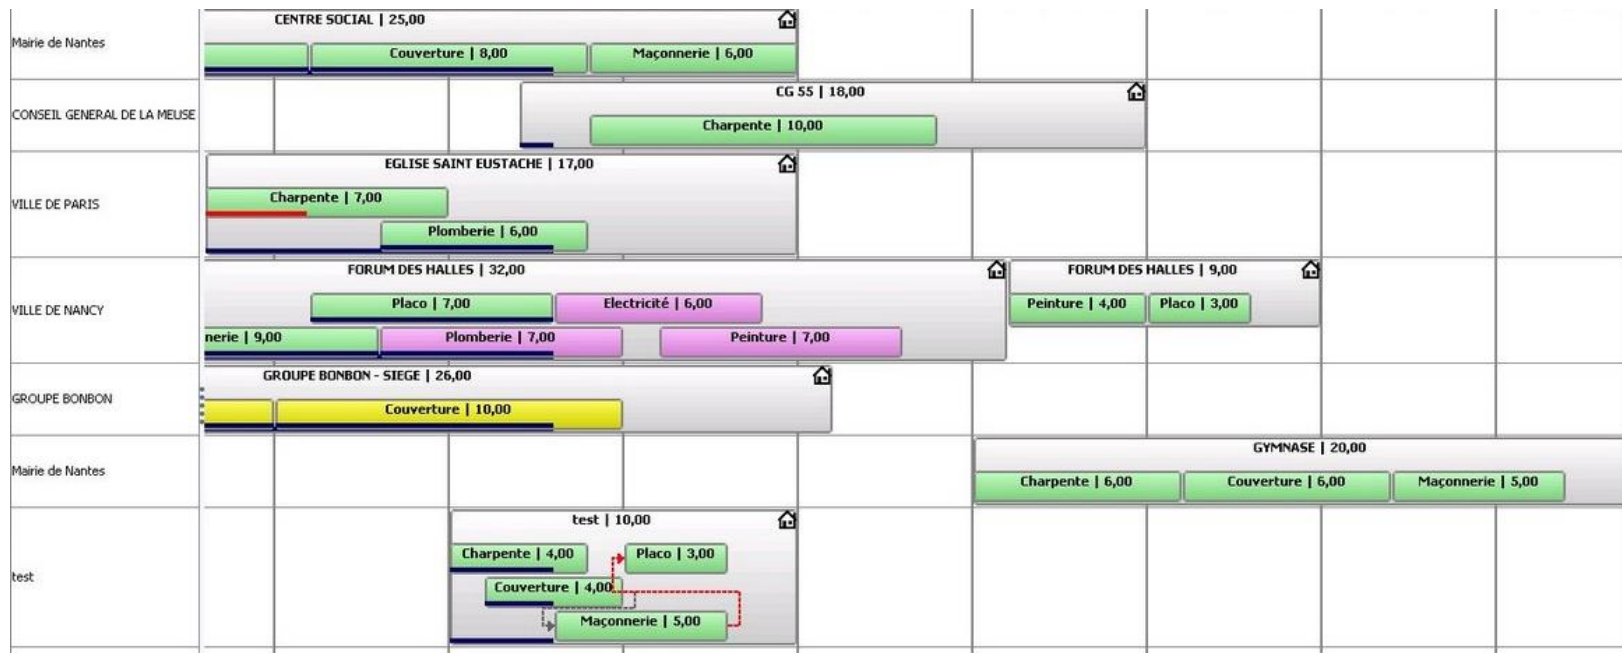 CENTRE SOCIAL | 25,00
Mairie de Nantes
Couverture | 8,00
Maçonnerie | 6,00
CG 55 | 18,00
CONSEIL GENERAL DE LA MEUSE
Charpente | 10,00
EGLISE SAINT EUSTACHE | 17,00
VILLE DE PARIS
Charpente | 7,00
Plomberie | 6,00
FORUM DES HALLES | 32,00
FORUM DES HALLES | 9,00
VILLE DE NANCY
Placo | 7,00
Electricité | 6,00
Peinture | 4,00
Placo | 3,00
nerie | 9,00
Plomberie | 7,00
Peinture | 7,00
GROUPE BONBON - SIEGE | 26,00
GROUPE BONBON
Couverture | 10,00
GYMNASE | 20,00
Mairie de Nantes
Charpente | 6,00
Couverture | 6,00
Maçonnerie | 5,00
test | 10,00
test
Charpente | 4,00
Placo | 3,00
Couverture | 4,00
Maçonnerie | 5,00